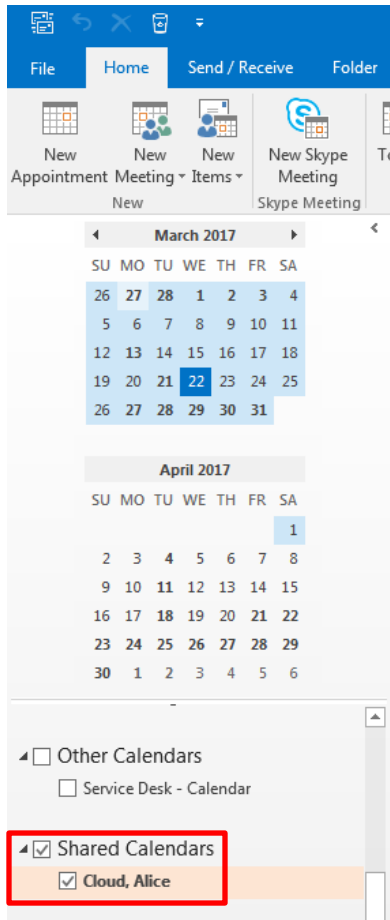 File Home Send / Receive Folder
New Appointment New Meeting New Items New Skype Meeting
New Skype Meeting
March 2017
SU MO TU WE TH FR SA
26 27 28 1 2 3 4
5 6 7 8 9 10 11
12 13 14 15 16 17 18
19 20 21 22 23 24 25
26 27 28 29 30 31
April 2017
SU MO TU WE TH FR SA
1
2 3 4 5 6 7 8
9 10 11 12 13 14 15
16 17 18 19 20 21 22
23 24 25 26 27 28 29
30 1 2 3 4 5 6
Other Calendars
Service Desk - Calendar
Shared Calendars
Cloud, Alice